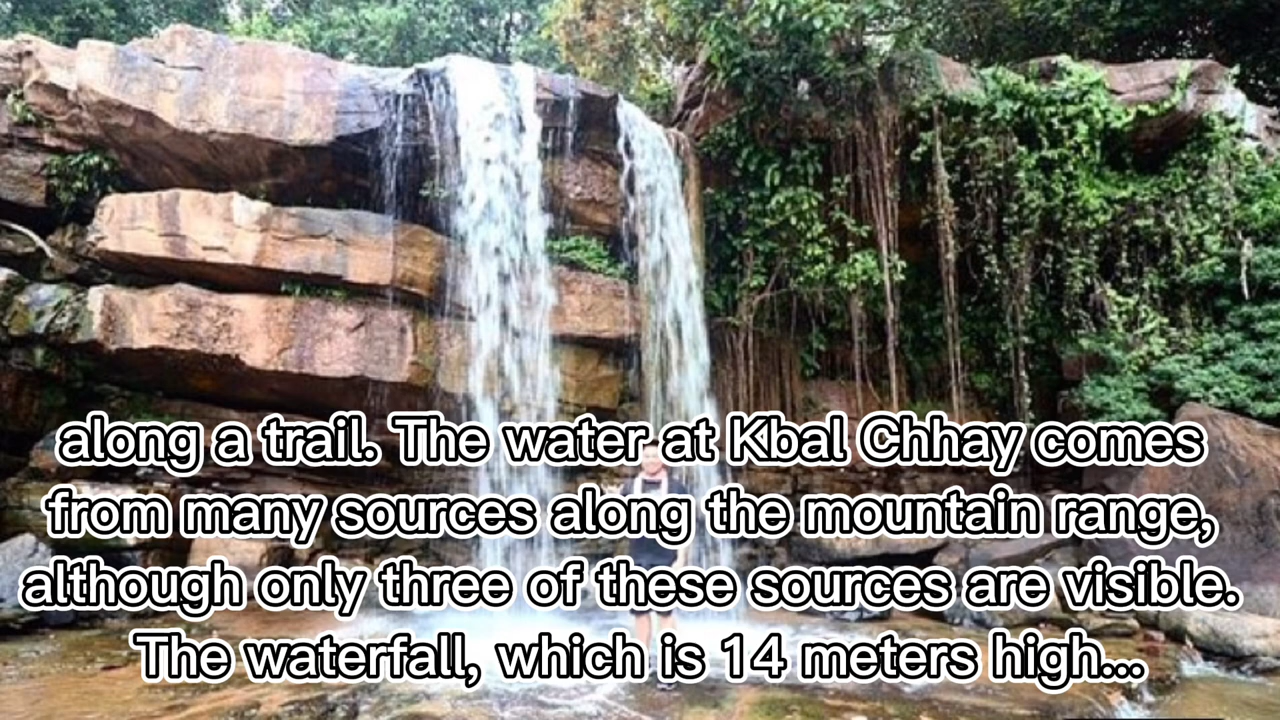 along a trail. The water at Kbal Chhay comes
from many sources along the mountain range,
although only three of these sources are visible.
The waterfall, which is 14 meters high...